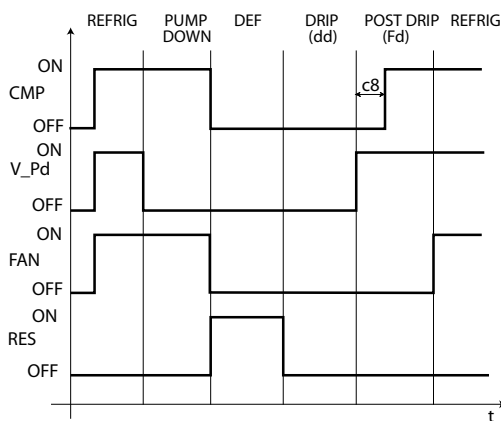 REFRIG PUMP DOWN DEF DRIP (dd) POST DRIP (Fd) REFRIG
ON
CMP
OFF
c8
ON
V_Pd
OFF
ON
FAN
OFF
ON
RES
OFF
t